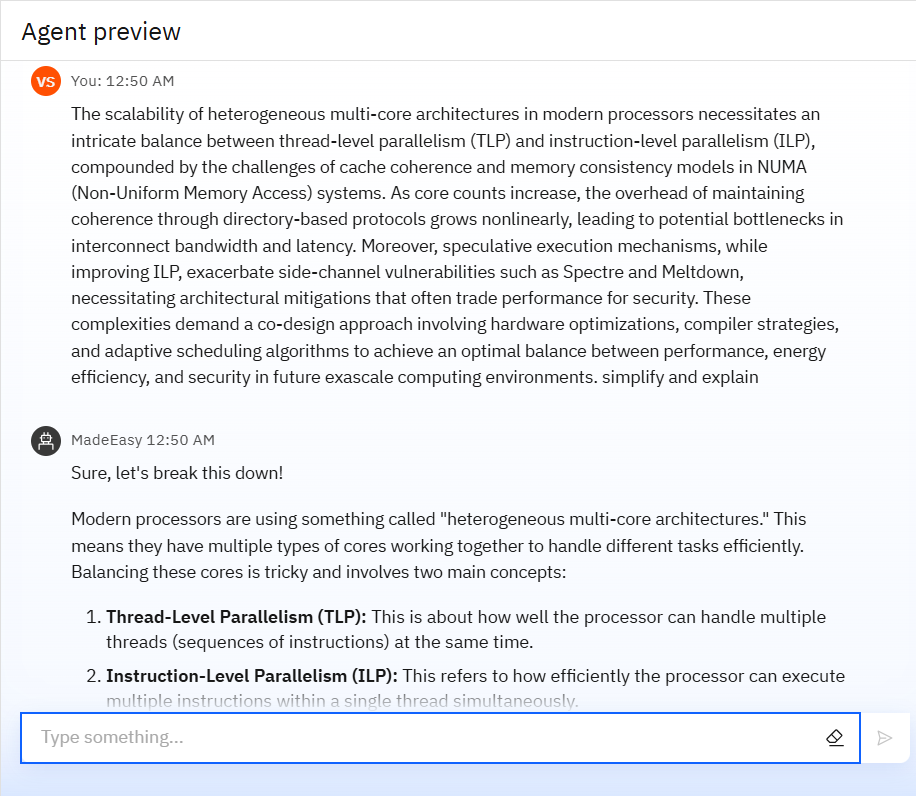 Agent preview
VS
You: 12:50 AM
The scalability of heterogeneous multi-core architectures in modern processors necessitates an
intricate balance between thread-level parallelism (TLP) and instruction-level parallelism (ILP),
compounded by the challenges of cache coherence and memory consistency models in NUMA
(Non-Uniform Memory Access) systems. As core counts increase, the overhead of maintaining
coherence through directory-based protocols grows nonlinearly, leading to potential bottlenecks in
interconnect bandwidth and latency. Moreover, speculative execution mechanisms, while
improving ILP, exacerbate side-channel vulnerabilities such as Spectre and Meltdown,
necessitating architectural mitigations that often trade performance for security. These
complexities demand a co-design approach involving hardware optimizations, compiler strategies,
and adaptive scheduling algorithms to achieve an optimal balance between performance, energy
efficiency, and security in future exascale computing environments. simplify and explain
MadeEasy 12:50 AM
Sure, let's break this down!
Modern processors are using something called "heterogeneous multi-core architectures." This
means they have multiple types of cores working together to handle different tasks efficiently.
Balancing these cores is tricky and involves two main concepts:
1. Thread-Level Parallelism (TLP): This is about how well the processor can handle multiple
threads (sequences of instructions) at the same time.
2. Instruction-Level Parallelism (ILP): This refers to how efficiently the processor can execute
multiple instructions within a single thread simultaneously.
Type something...